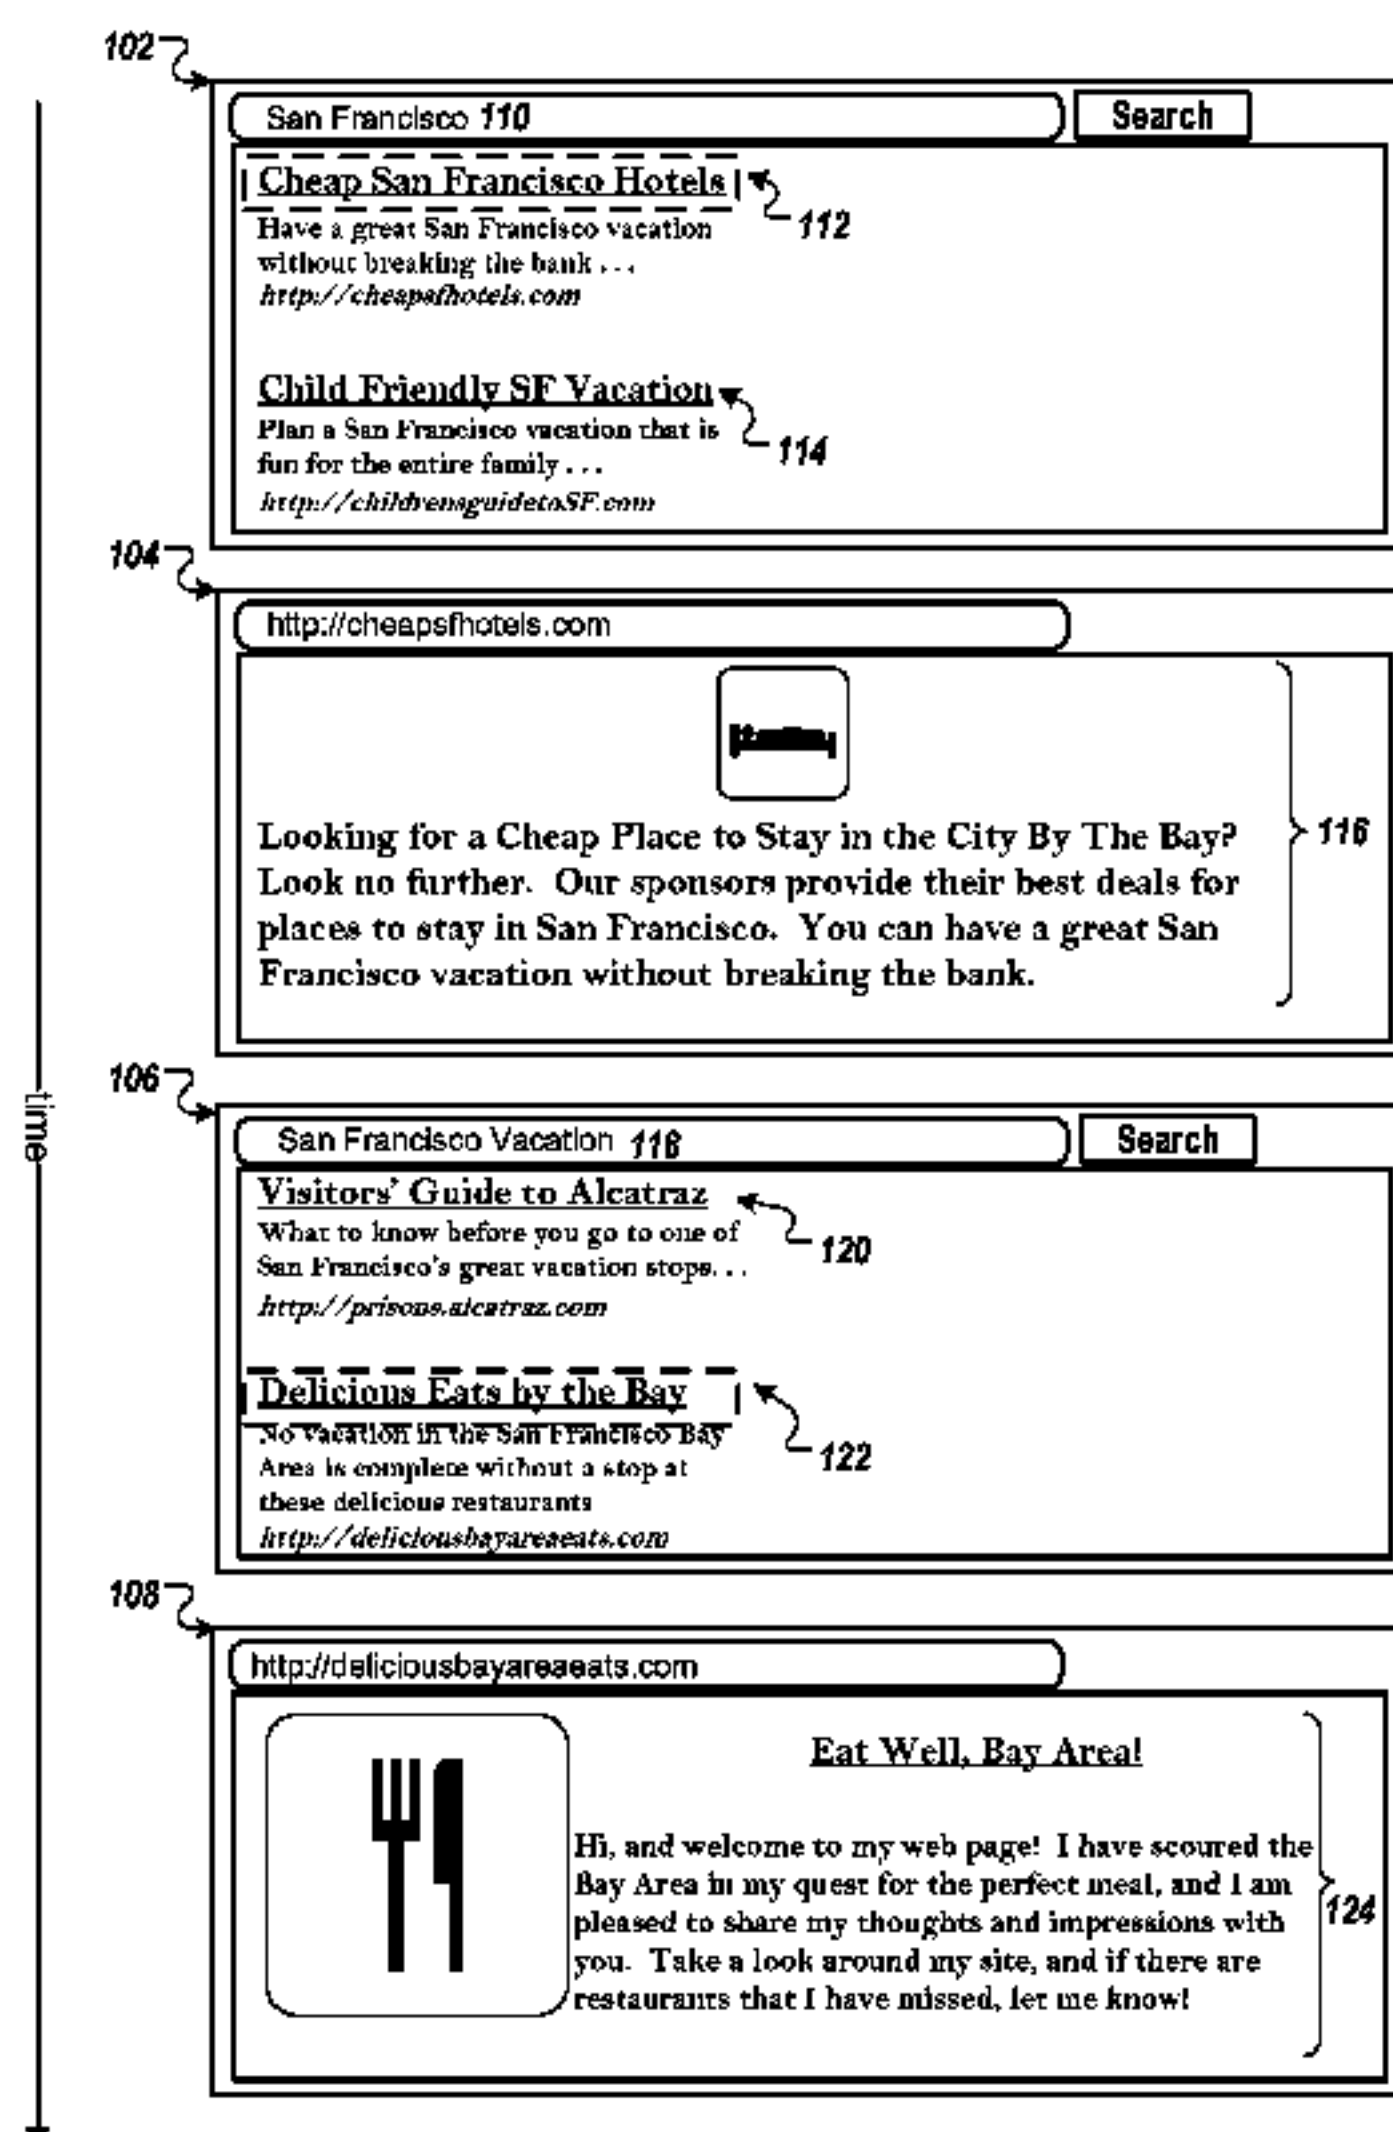 102
San Francisco 110 Search
Cheap San Francisco Hotels
112
Have a great San Francisco vacation
without breaking the bank . . .
http://cheapsfhotels.com
Child Friendly SF Vacation
114
Plan a San Francisco vacation that is
fun for the entire family . . .
http://childrensguidetoSF.com
104
http://cheapsfhotels.com
Looking for a Cheap Place to Stay in the City By The Bay?
116
Look no further. Our sponsors provide their best deals for
places to stay in San Francisco. You can have a great San
Francisco vacation without breaking the bank.
time
106
San Francisco Vacation 118 Search
Visitors' Guide to Alcatraz
120
What to know before you go to one of
San Francisco's great vacation stops. . .
http://prisons.alcatraz.com
Delicious Eats by the Bay
122
No vacation in the San Francisco Bay
Area is complete without a stop at
these delicious restaurants
http://deliciousbayareaeats.com
108
http://deliciousbayareaeats.com
Eat Well, Bay Area!
Hi, and welcome to my web page! I have scoured the
Bay Area in my quest for the perfect meal, and I am
124
pleased to share my thoughts and impressions with
you. Take a look around my site, and if there are
restaurants that I have missed, let me know!